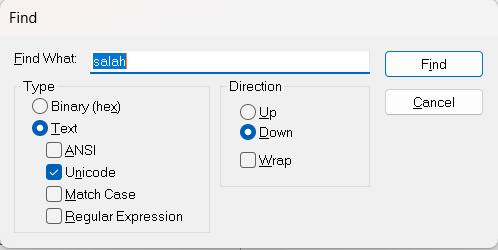 Find
Find What:
salah
Find
Cancel
Type
Binary (hex)
Text
ANSI
Unicode
Match Case
Regular Expression
Direction
Up
Down
Wrap